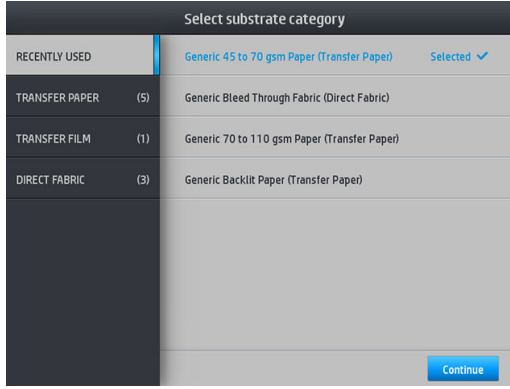 Select substrate category
RECENTLY USED
Generic 45 to 70 gsm Paper (Transfer Paper) Selected
TRANSFER PAPER (5)
Generic Bleed Through Fabric (Direct Fabric)
TRANSFER FILM (1)
Generic 70 to 110 gsm Paper (Transfer Paper)
DIRECT FABRIC (3)
Generic Backlit Paper (Transfer Paper)
Continue